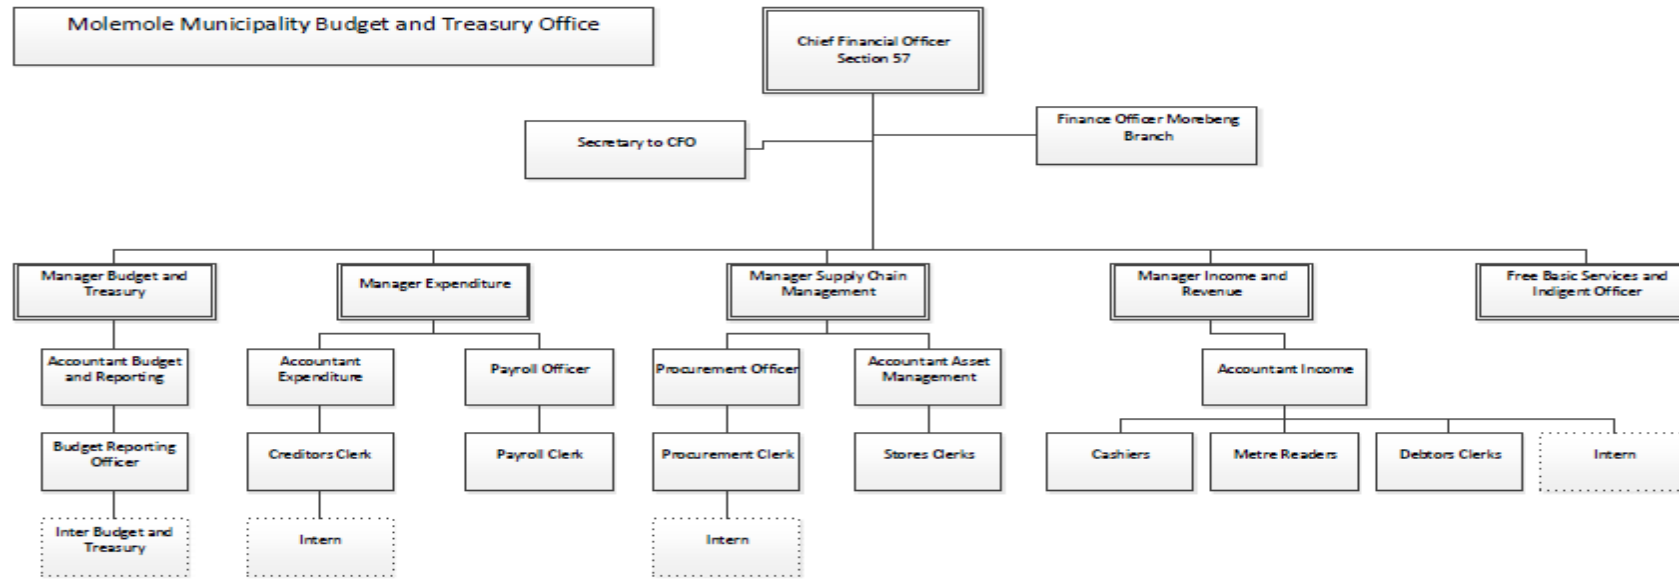 Molemole Municipality Budget and Treasury Office
Chief Financial Officer
Section 57
Secretary to CFO
Finance Officer Morebeng
Branch
Manager Budget and
Treasury
Manager Expenditure
Manager Supply Chain
Management
Manager Income and
Revenue
Free Basic Services and
Indigent Officer
Accountant Budget
and Reporting
Accountant
Expenditure
Payroll Officer
Procurement Officer
Accountant Asset
Management
Accountant Income
Budget Reporting
Officer
Creditors Clerk
Payroll Clerk
Procurement Clerk
Stores Clerks
Cashiers
Metre Readers
Debtors Clerks
Intern
Inter Budget and
Treasury
Intern
Intern